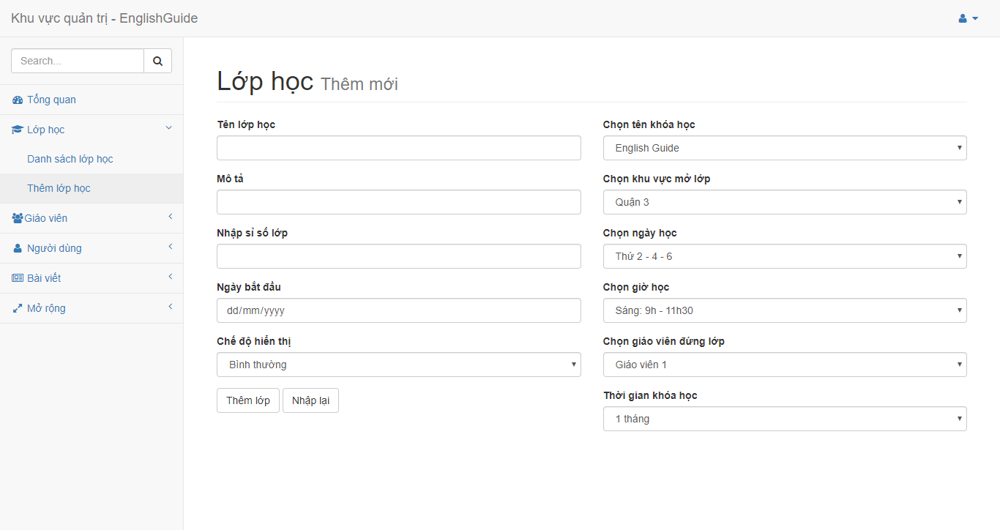 Khu vực quản trị - EnglishGuide
Search...
Tổng quan
Lớp học
Danh sách lớp học
Thêm lớp học
Giáo viên
Người dùng
Bài viết
Mở rộng
Lớp học Thêm mới
Tên lớp học
Mô tả
Nhập sỉ số lớp
Ngày bắt đầu
dd/mm/yyyy
Chế độ hiển thị
Bình thường
Thêm lớp
Nhập lại
Chọn tên khóa học
English Guide
Chọn khu vực mở lớp
Quận 3
Chọn ngày học
Thứ 2 - 4 - 6
Chọn giờ học
Sáng: 9h - 11h30
Chọn giáo viên đứng lớp
Giáo viên 1
Thời gian khóa học
1 tháng